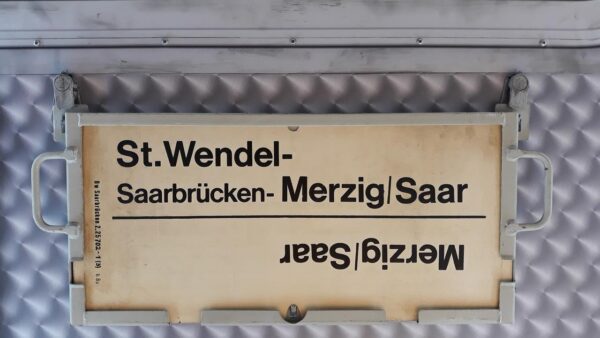 St. Wendel-
Saarbrücken- Merzig/Saar
Merzig/Saar